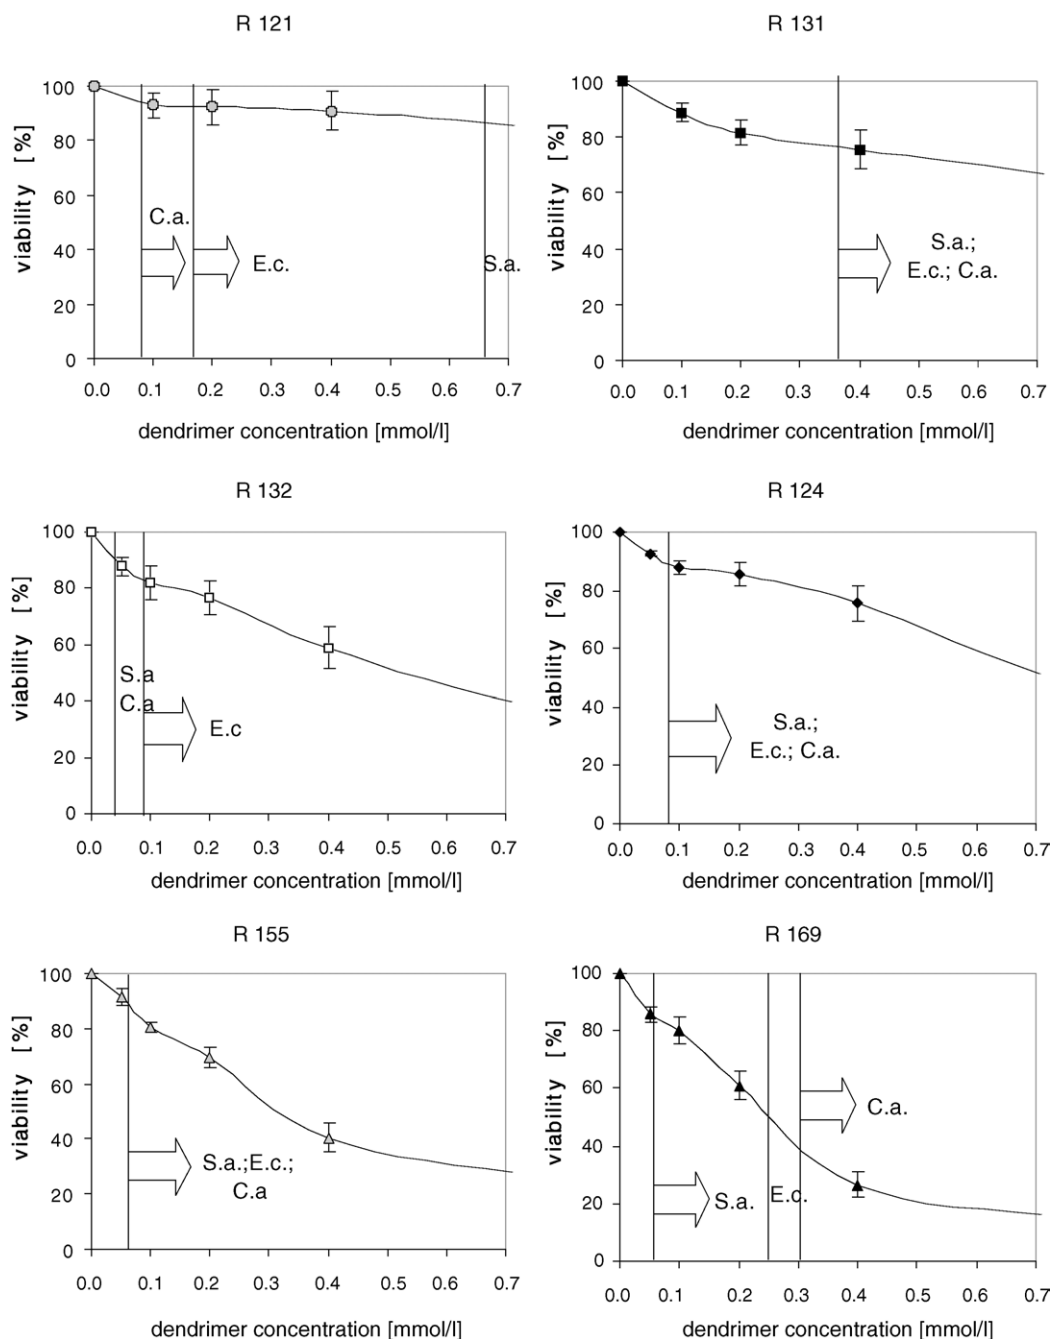 R 121
100
80
60
40
20
0
viability [%]
C.a.
E.c.
S.a.
0.0 0.1 0.2 0.3 0.4 0.5 0.6 0.7
dendrimer concentration [mmol/l]
R 131
100
80
60
40
20
0
viability [%]
S.a.;
E.c.; C.a.
0.0 0.1 0.2 0.3 0.4 0.5 0.6 0.7
dendrimer concentration [mmol/l]
R 132
100
80
60
40
20
0
viability [%]
S.a
C.a
E.c
0.0 0.1 0.2 0.3 0.4 0.5 0.6 0.7
dendrimer concentration [mmol/l]
R 124
100
80
60
40
20
0
viability [%]
S.a.;
E.c.; C.a.
0.0 0.1 0.2 0.3 0.4 0.5 0.6 0.7
dendrimer concentration [mmol/l]
R 155
100
80
60
40
20
0
viability [%]
S.a.;E.c.;
C.a
0.0 0.1 0.2 0.3 0.4 0.5 0.6 0.7
dendrimer concentration [mmol/l]
R 169
100
80
60
40
20
0
viability [%]
C.a.
S.a.
E.c.
0.0 0.1 0.2 0.3 0.4 0.5 0.6 0.7
dendrimer concentration [mmol/l]